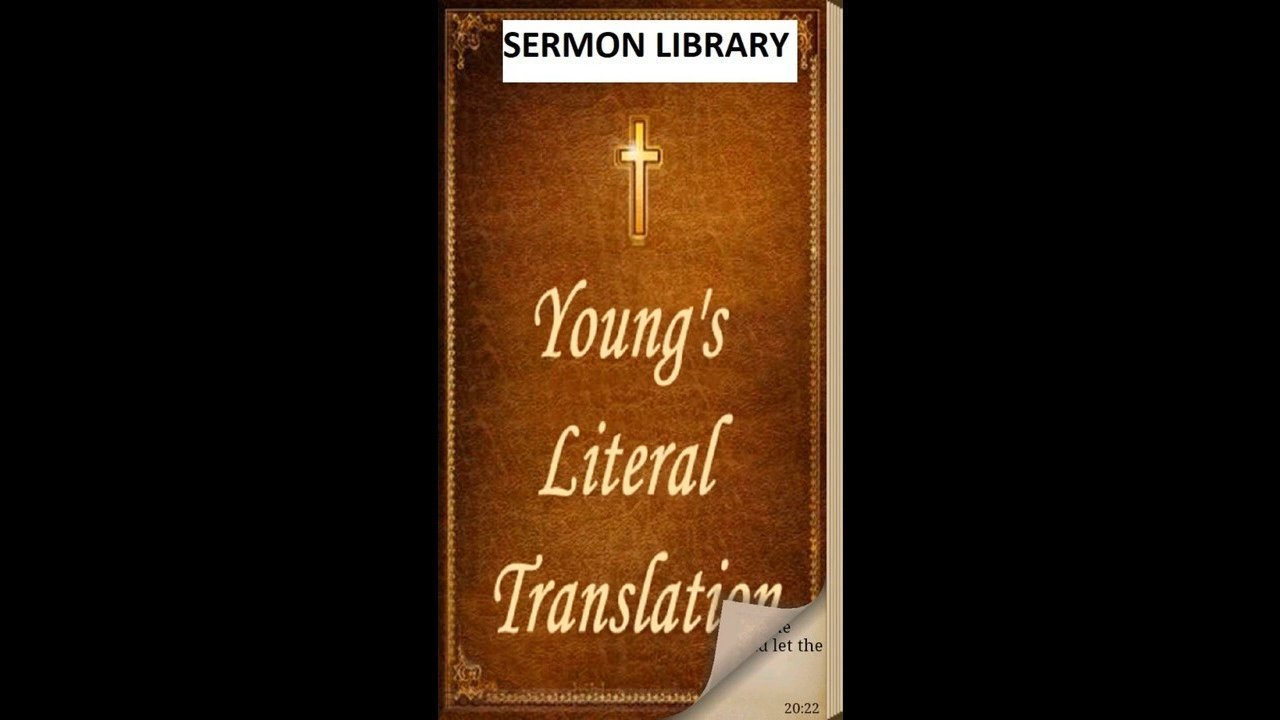 SERMON LIBRARY
Young's
Literal
Translation
let the
20:22